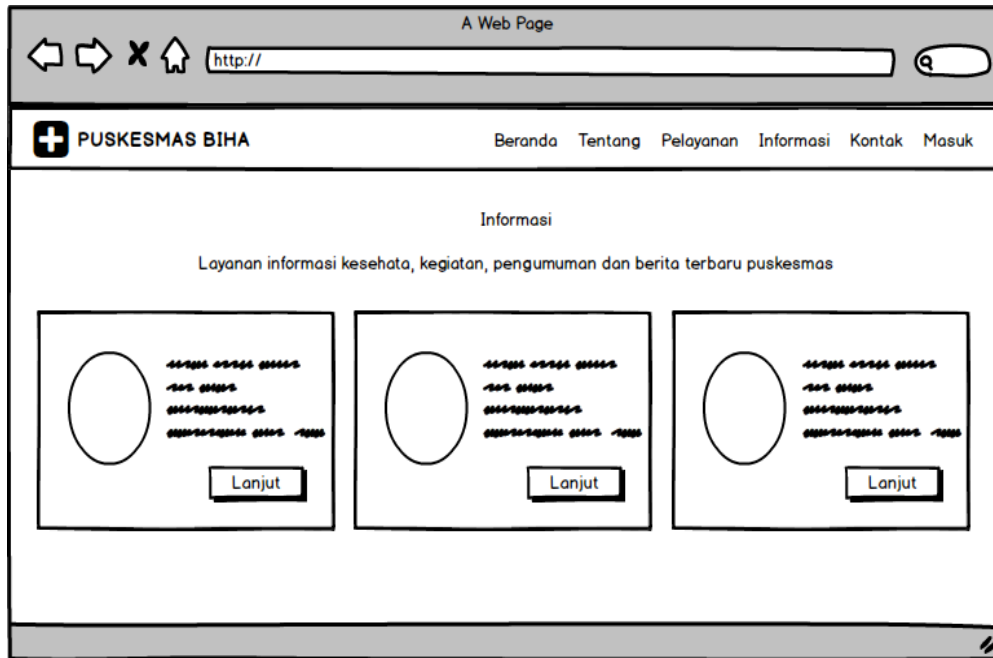 A Web Page
http://
PUSKESMAS BIHA
Beranda Tentang Pelayanan Informasi Kontak Masuk
Informasi
Layanan informasi kesehata, kegiatan, pengumuman dan berita terbaru puskesmas
Lanjut Lanjut Lanjut